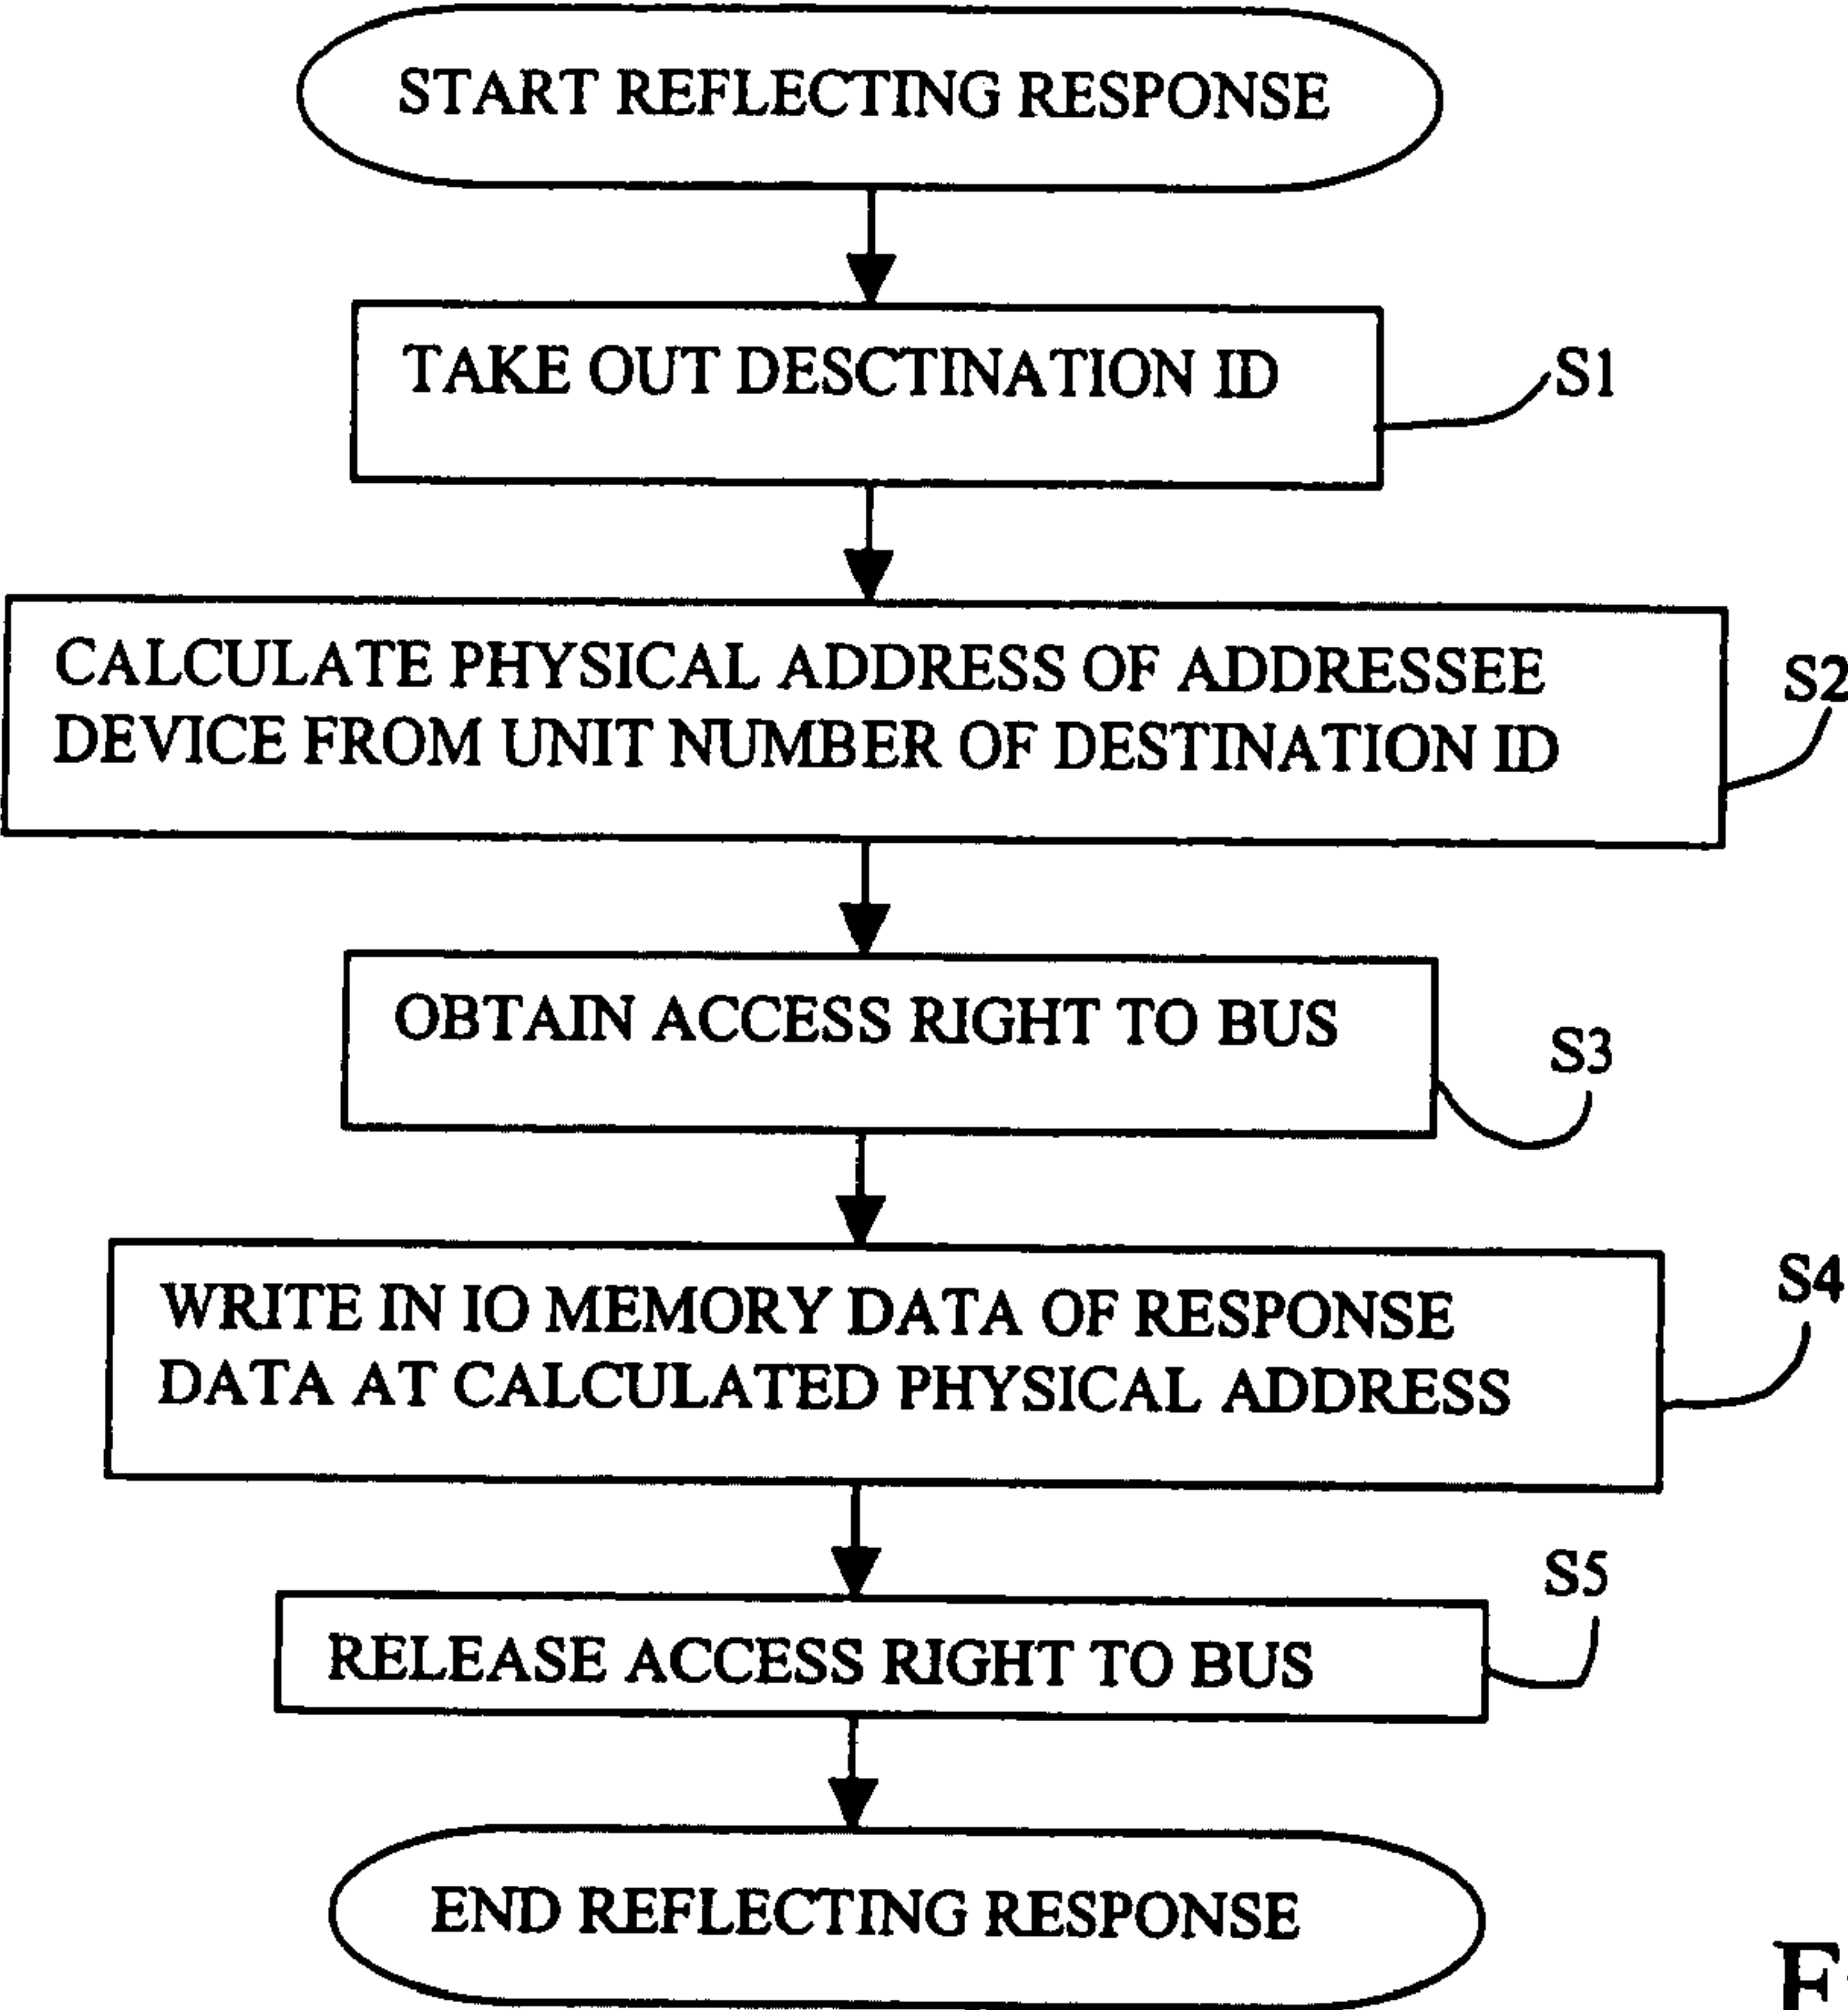 START REFLECTING RESPONSE
TAKE OUT DESCTINATION ID
S1
CALCULATE PHYSICAL ADDRESS OF ADDRESSEE
DEVICE FROM UNIT NUMBER OF DESTINATION ID
S2
OBTAIN ACCESS RIGHT TO BUS
S3
WRITE IN IO MEMORY DATA OF RESPONSE
DATA AT CALCULATED PHYSICAL ADDRESS
S4
RELEASE ACCESS RIGHT TO BUS
S5
END REFLECTING RESPONSE